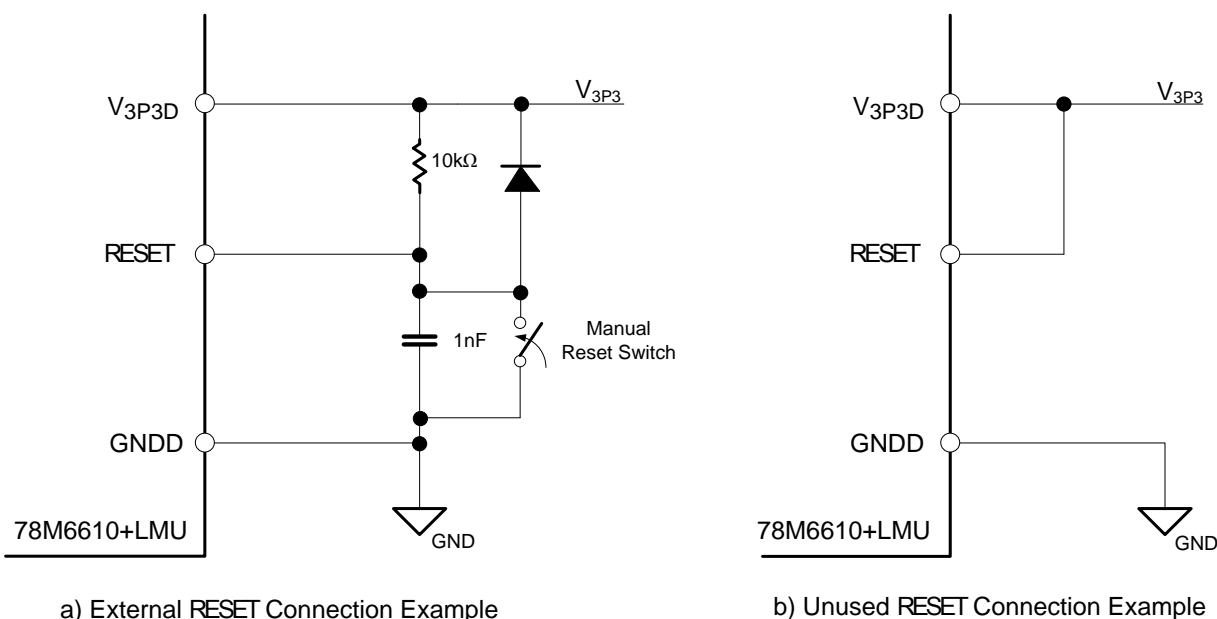 V3P3D
V3P3
10kΩ
RESET
1nF
Manual
Reset Switch
GNDD
78M6610+LMU
GND
a) External RESET Connection Example
V3P3D
V3P3
RESET
GNDD
78M6610+LMU
GND
b) Unused RESET Connection Example